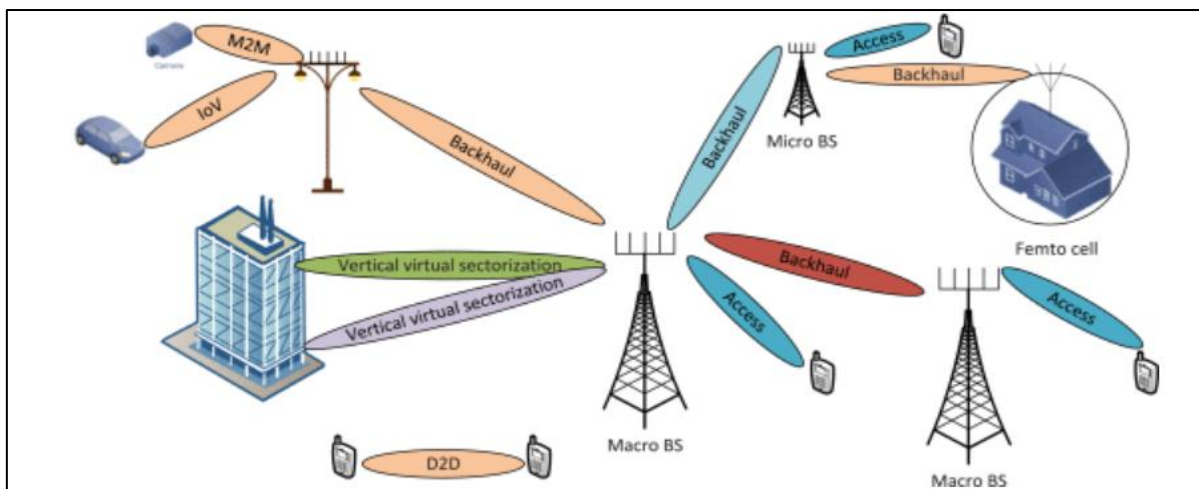 M2M
Camera
IoV
Backhaul
Vertical virtual sectorization
Vertical virtual sectorization
D2D
Backhaul
Access
Backhaul
Micro BS
Femto cell
Backhaul
Access
Access
Macro BS
Macro BS